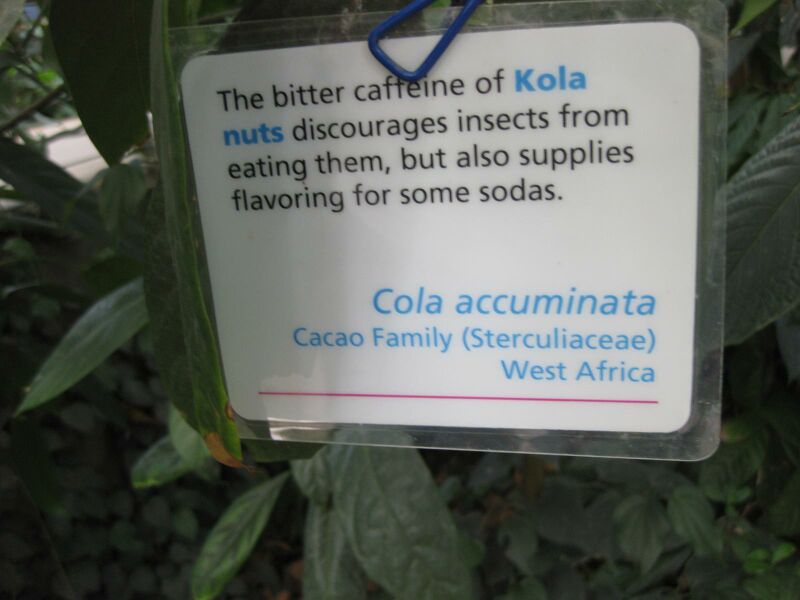 The bitter caffeine of Kola
nuts discourages insects from
eating them, but also supplies
flavoring for some sodas.
Cola accuminata
Cacao Family (Sterculiaceae)
West Africa